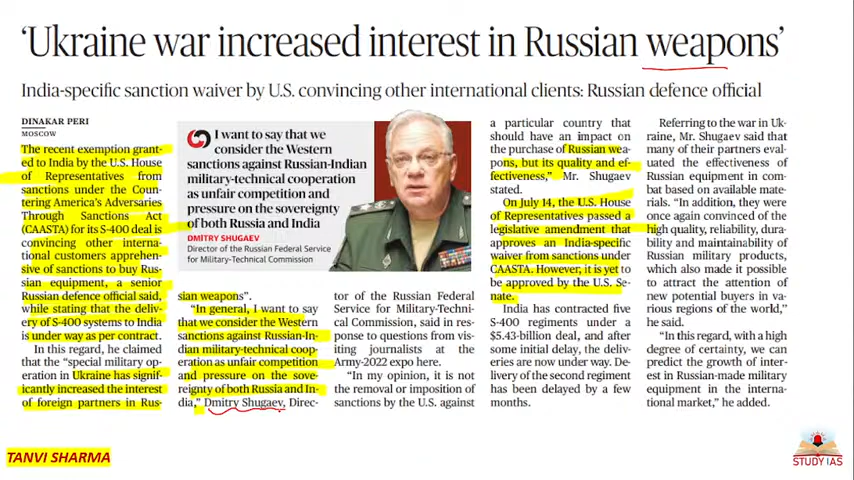 ‘Ukraine war increased interest in Russian weapons’
India-specific sanction waiver by U.S. convincing other international clients: Russian defence official
DINAKAR PERI
MOSCOW
The recent exemption grant-
ed to India by the U.S. House
of Representatives from
sanctions under the Coun-
tering America’s Adversaries
Through Sanctions Act
(CAASTA) for its S-400 deal is
convincing other interna-
tional customers apprehen-
sive of sanctions to buy Rus-
sian equipment, a senior
Russian defence official said,
while stating that the deliv-
ery of S-400 systems to India
is under way as per contract.
In this regard, he claimed
that the “special military op-
eration in Ukraine has signif-
icantly increased the interest
of foreign partners in Rus-
I want to say that we
consider the Western
sanctions against Russian-Indian
military-technical cooperation
as unfair competition and
pressure on the sovereignty
of both Russia and India
DMITRY SHUGAEV
Director of the Russian Federal Service
for Military-Technical Commission
sian weapons”.
“In general, I want to say
that we consider the Western
sanctions against Russian-In-
dian military-technical coop-
eration as unfair competition
and pressure on the sove-
reignty of both Russia and In-
dia,” Dmitry Shugaev, Direc-
tor of the Russian Federal
Service for Military-Techni-
cal Commission, said in res-
ponse to questions from vis-
iting journalists at the
Army-2022 expo here.
“In my opinion, it is not
the removal or imposition of
sanctions by the U.S. against
a particular country that
should have an impact on
the purchase of Russian wea-
pons, but its quality and ef-
fectiveness,” Mr. Shugaev
stated.
On July 14, the U.S. House
of Representatives passed a
legislative amendment that
approves an India-specific
waiver from sanctions under
CAASTA. However, it is yet to
be approved by the U.S. Se-
nate.
India has contracted five
S-400 regiments under a
$5.43-billion deal, and after
some initial delay, the deliv-
eries are now under way. De-
livery of the second regiment
has been delayed by a few
months.
Referring to the war in Uk-
raine, Mr. Shugaev said that
many of their partners eval-
uated the effectiveness of
Russian equipment in com-
bat based on available mate-
rials. “In addition, they were
once again convinced of the
high quality, reliability, dura-
bility and maintainability of
Russian military products,
which also made it possible
to attract the attention of
new potential buyers in va-
rious regions of the world,”
he said.
“In this regard, with a high
degree of certainty, we can
predict the growth of inter-
est in Russian-made military
equipment in the interna-
tional market,” he added.
TANVI SHARMA
STUDY IAS